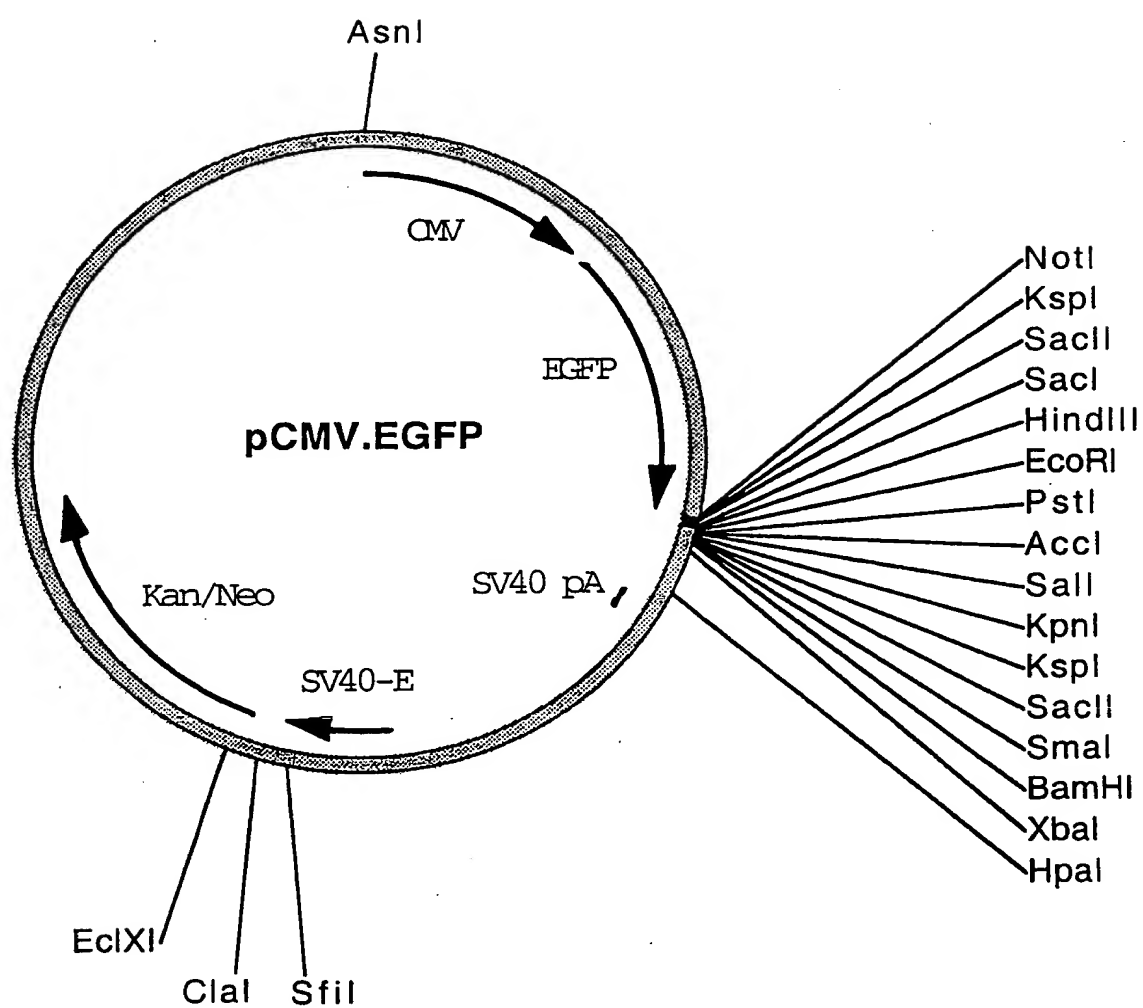 AsnI
CMV
EGFP
pCMV.EGFP
Kan/Neo
SV40 pA
SV40-E
NotI
KspI
SacII
SacI
HindIII
EcoRI
PstI
AccI
SalI
KpnI
KspI
SacII
SmaI
BamHI
XbaI
HpaI
EclXI
ClaI
SfiI